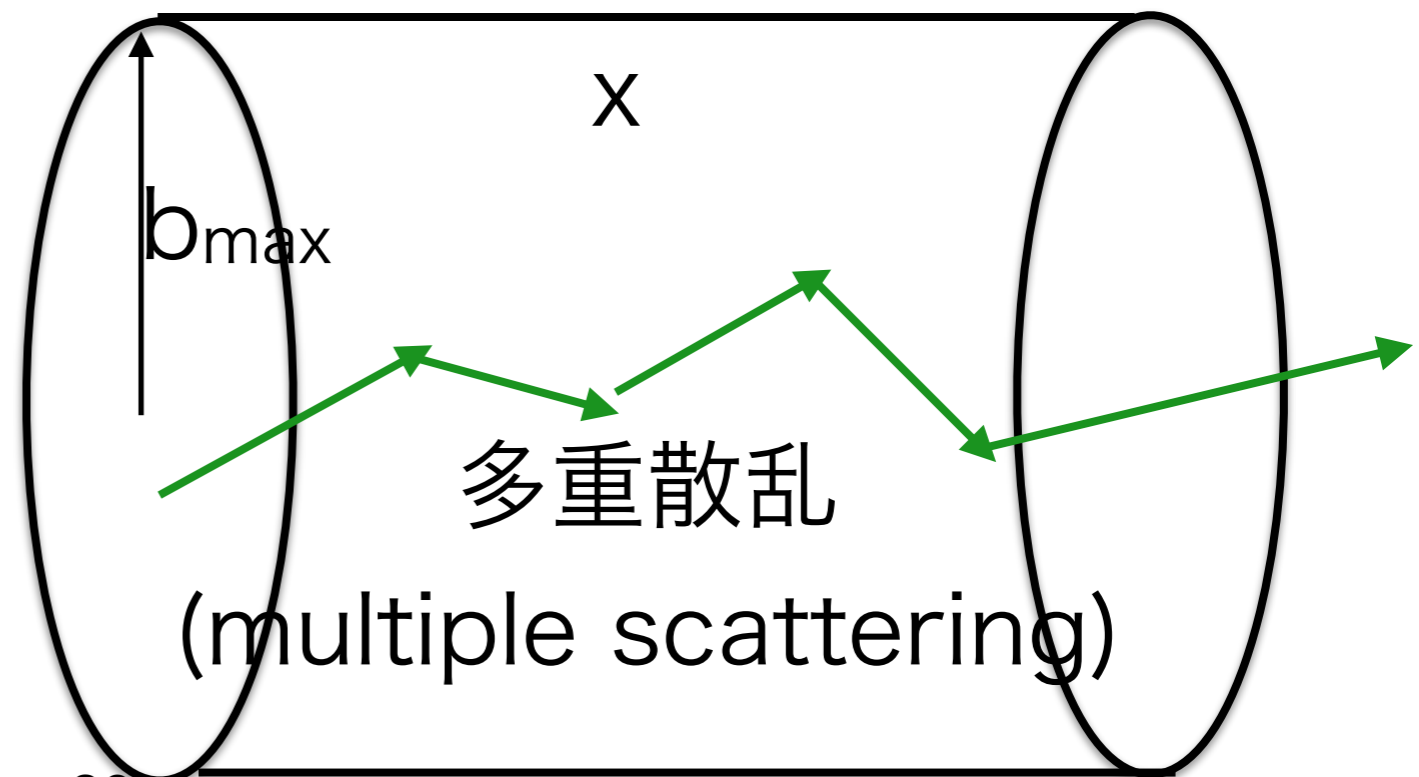 x
bmax
多重散乱
(multiple scattering)